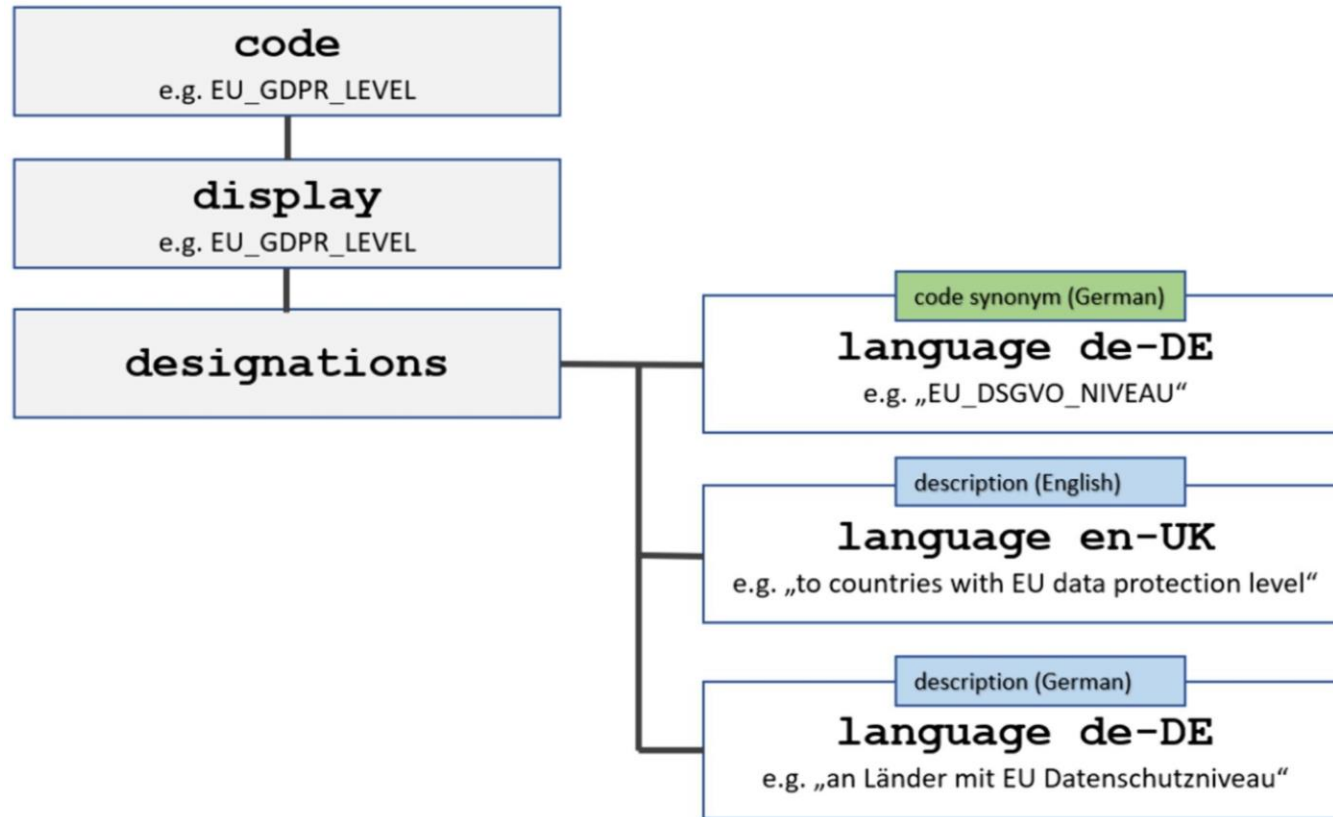 code
e.g. EU_GDPR_LEVEL
display
e.g. EU_GDPR_LEVEL
designations
code synonym (German)
language de-DE
e.g. „EU_DSGVO_NIVEAU“
description (English)
language en-UK
e.g. „to countries with EU data protection level“
description (German)
language de-DE
e.g. „an Länder mit EU Datenschutzniveau“